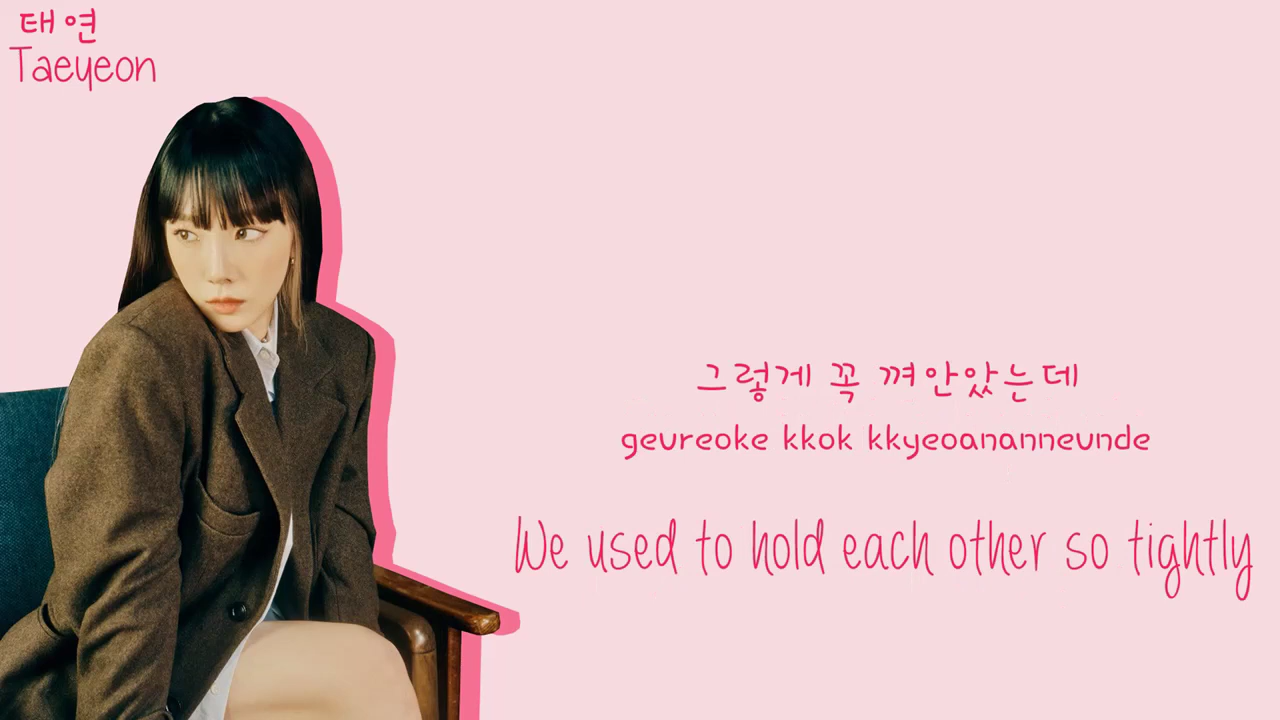 태연
Taeyeon
그렇게 꼭 껴안았는데
geureoke kkok kkyeoananneunde
We used to hold each other so tightly